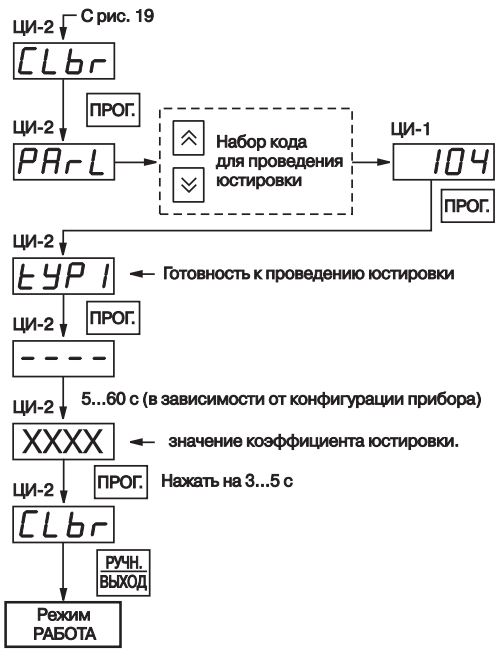 С рис. 19
ЦИ-2
CLbr
ПРОГ.
ЦИ-2
PArL
Набор кода
для проведения
юстировки
ЦИ-1
104
ПРОГ.
ЦИ-2
tYP1
Готовность к проведению юстировки
ПРОГ.
ЦИ-2
----
5...60 с (в зависимости от конфигурации прибора)
ЦИ-2
XXXX
значение коэффициента юстировки.
ПРОГ.
Нажать на 3...5 с
ЦИ-2
CLbr
РУЧН.
ВЫХОД
Режим
РАБОТА